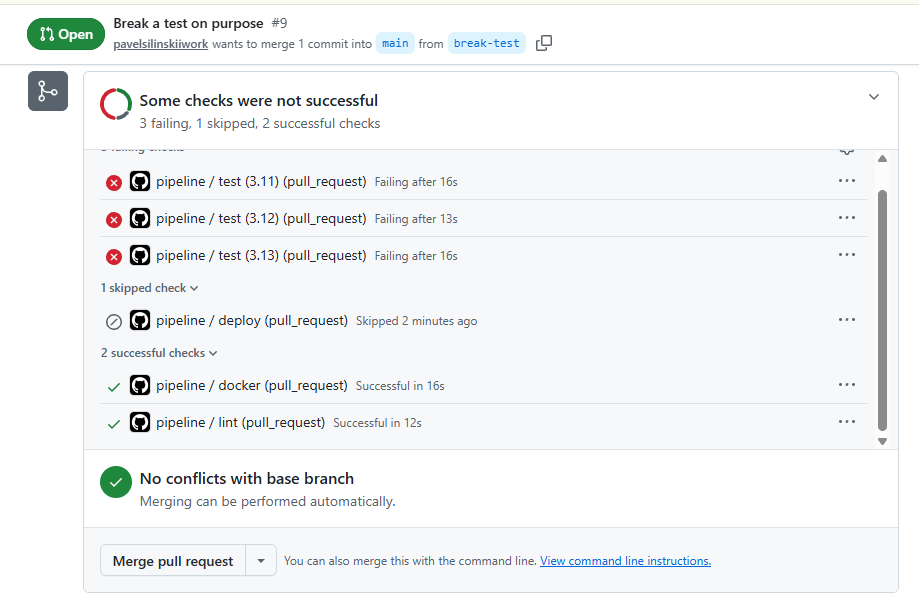 Open
Break a test on purpose #9
pavelsilinskiiwork wants to merge 1 commit into main from break-test
Some checks were not successful
3 failing, 1 skipped, 2 successful checks
pipeline / test (3.11) (pull_request) Failing after 16s
pipeline / test (3.12) (pull_request) Failing after 13s
pipeline / test (3.13) (pull_request) Failing after 16s
1 skipped check
pipeline / deploy (pull_request) Skipped 2 minutes ago
2 successful checks
pipeline / docker (pull_request) Successful in 16s
pipeline / lint (pull_request) Successful in 12s
No conflicts with base branch
Merging can be performed automatically.
Merge pull request
You can also merge this with the command line. View command line instructions.